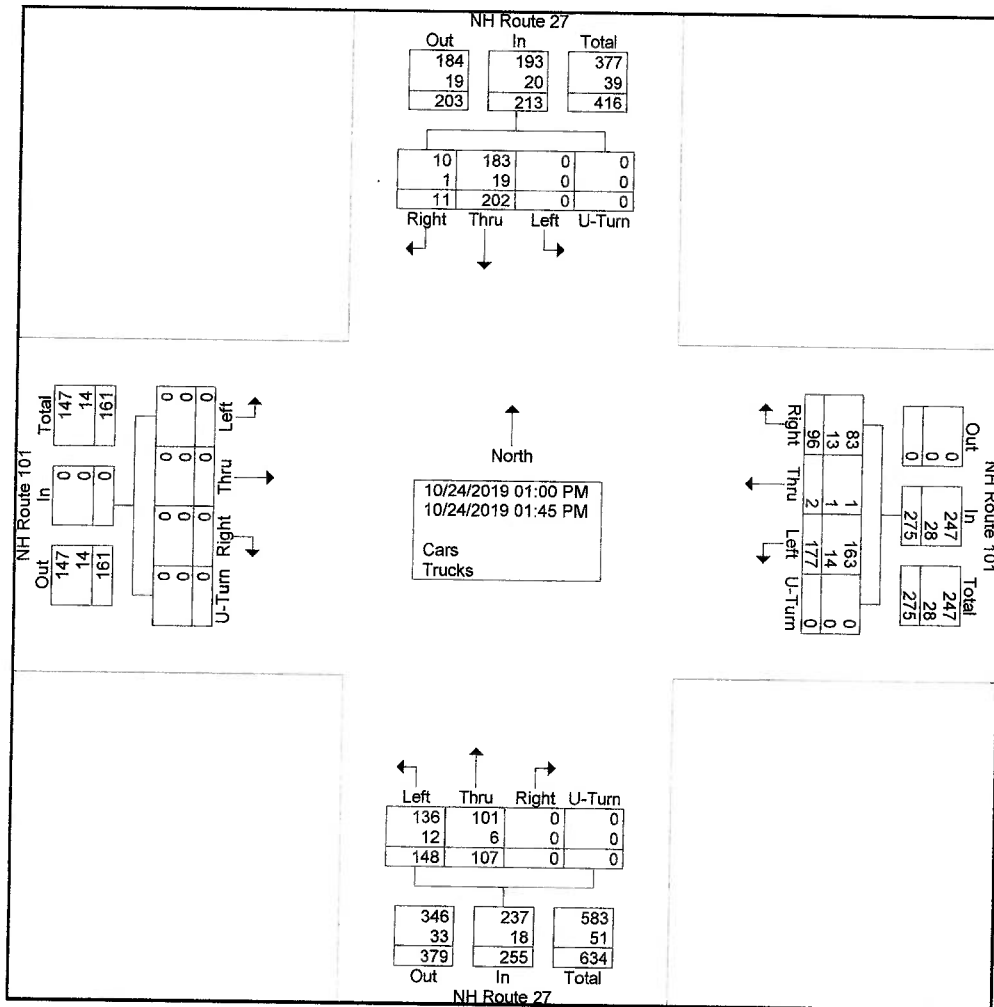 NH Route 27
Out In Total
184 193 377
19 20 39
203 213 416
10 183 0 0
1 19 0 0
11 202 0 0
Right Thru Left U-Turn
NH Route 101
Total In Out
147 0 147
14 0 14
161 0 161
Left Thru Right U-Turn
0 0 0 0
0 0 0 0
0 0 0 0
North
10/24/2019 01:00 PM
10/24/2019 01:45 PM
Cars
Trucks
Right Thru Left U-Turn
83 1 163 0
13 1 14 0
96 2 177 0
Out In Total
0 247 247
0 28 28
0 275 275
NH Route 101
Left Thru Right U-Turn
136 101 0 0
12 6 0 0
148 107 0 0
346 237 583
33 18 51
379 255 634
Out In Total
NH Route 27